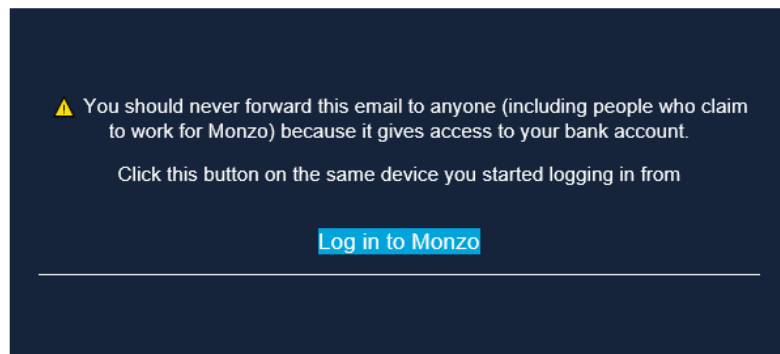 ⚠ You should never forward this email to anyone (including people who claim
to work for Monzo) because it gives access to your bank account.
Click this button on the same device you started logging in from
Log in to Monzo